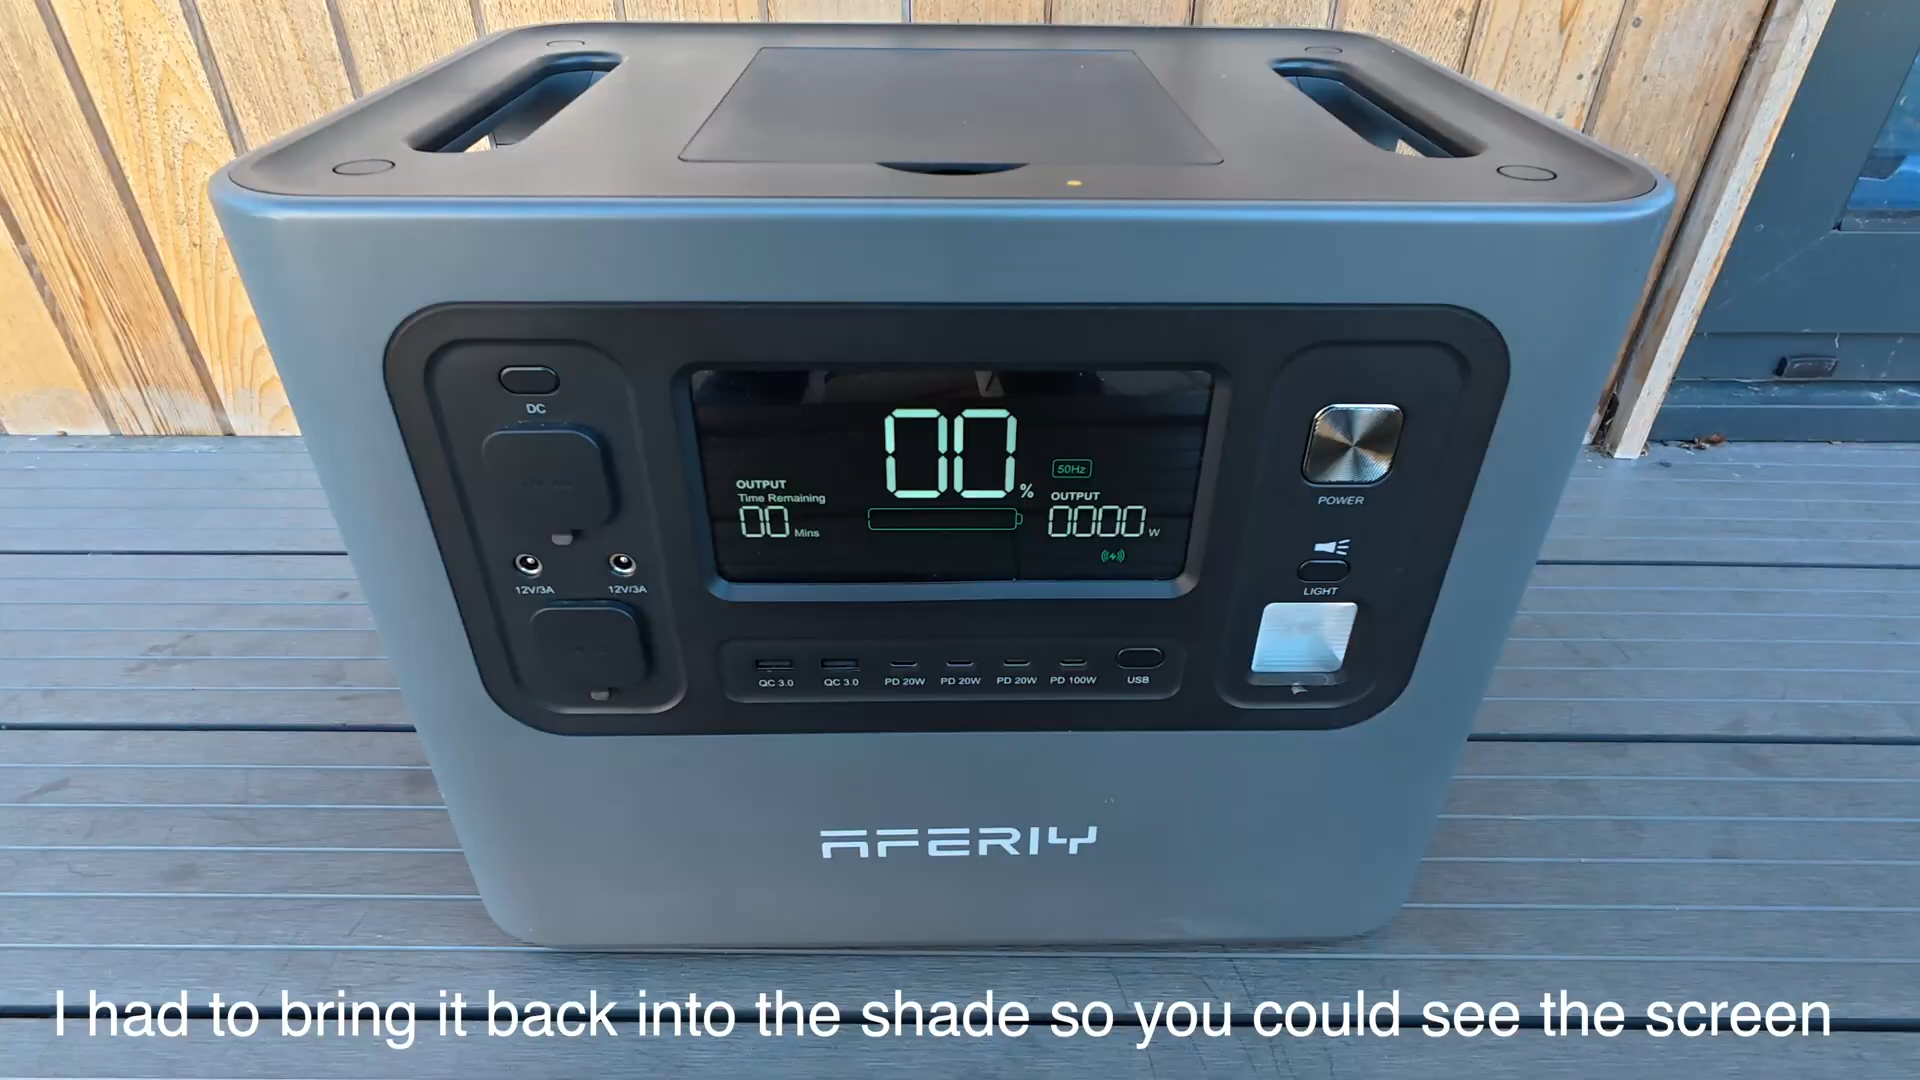 DC
12V/3A
12V/3A
OUTPUT
Time Remaining
00 Mins
00 %
50Hz
OUTPUT
0000 W
QC 3.0
QC 3.0
PD 20W
PD 20W
PD 20W
PD 100W
USB
POWER
LIGHT
AFERIY
I had to bring it back into the shade so you could see the screen